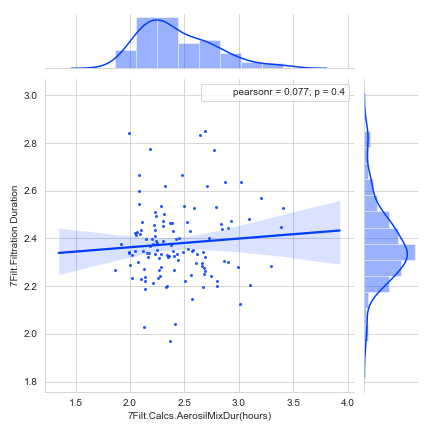 pearsonr = 0.077; p = 0.4
3.0
2.8
2.6
2.4
2.2
2.0
1.8
7Filt.Filtration Duration
1.5 2.0 2.5 3.0 3.5 4.0
7Filt.Calcs.AerosilMixDur(hours)